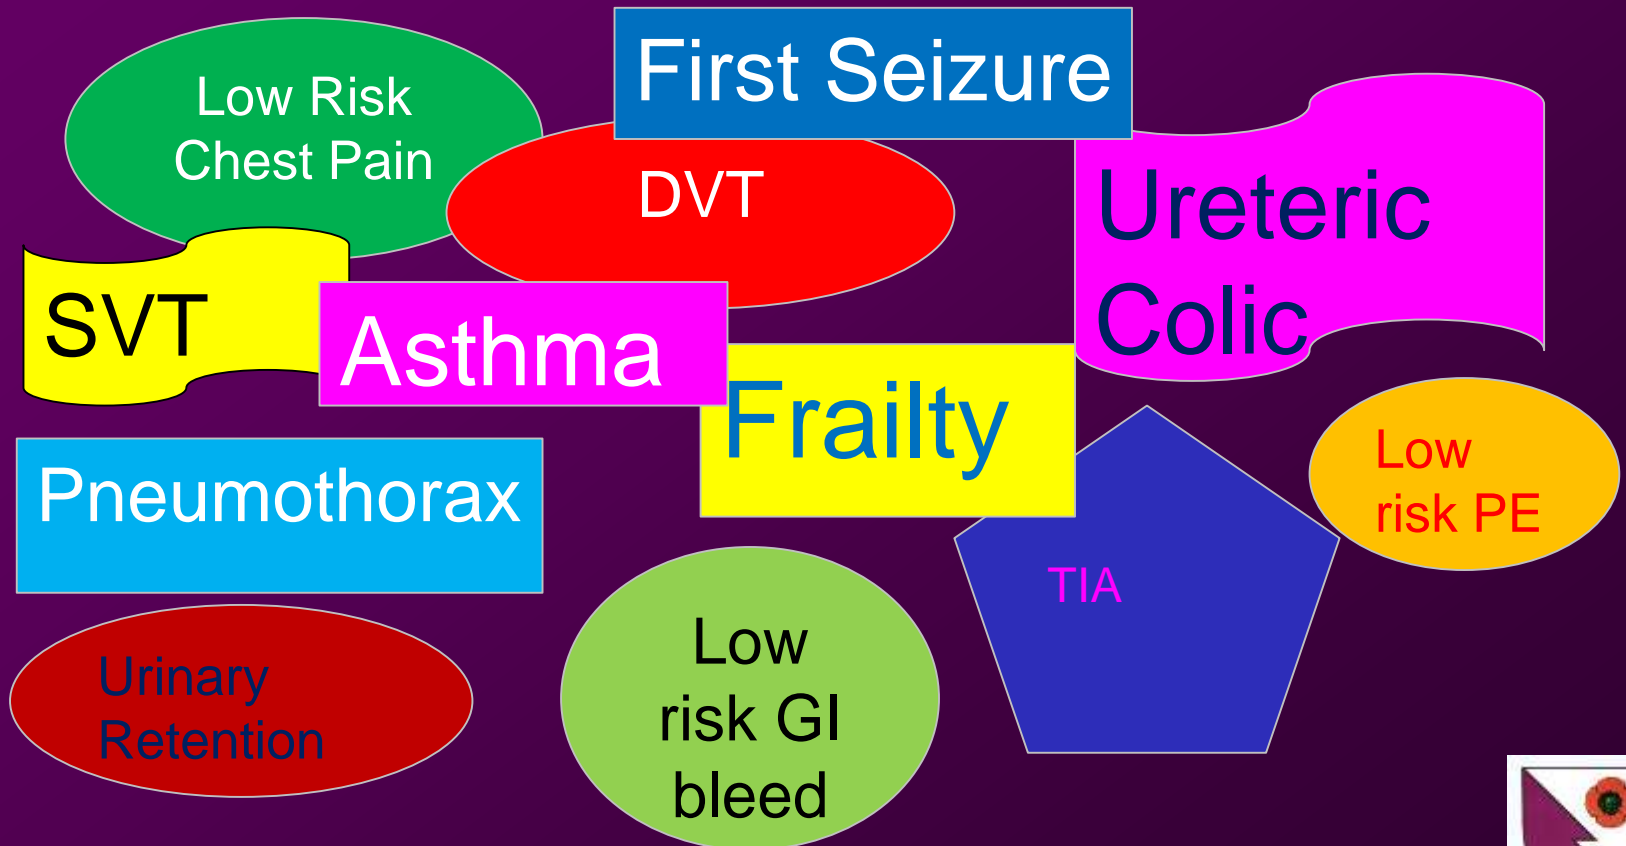 First Seizure
Low Risk
Chest Pain
DVT
Ureteric
Colic
SVT
Asthma
Frailty
Low
risk PE
Pneumothorax
TIA
Low
risk GI
bleed
Urinary
Retention